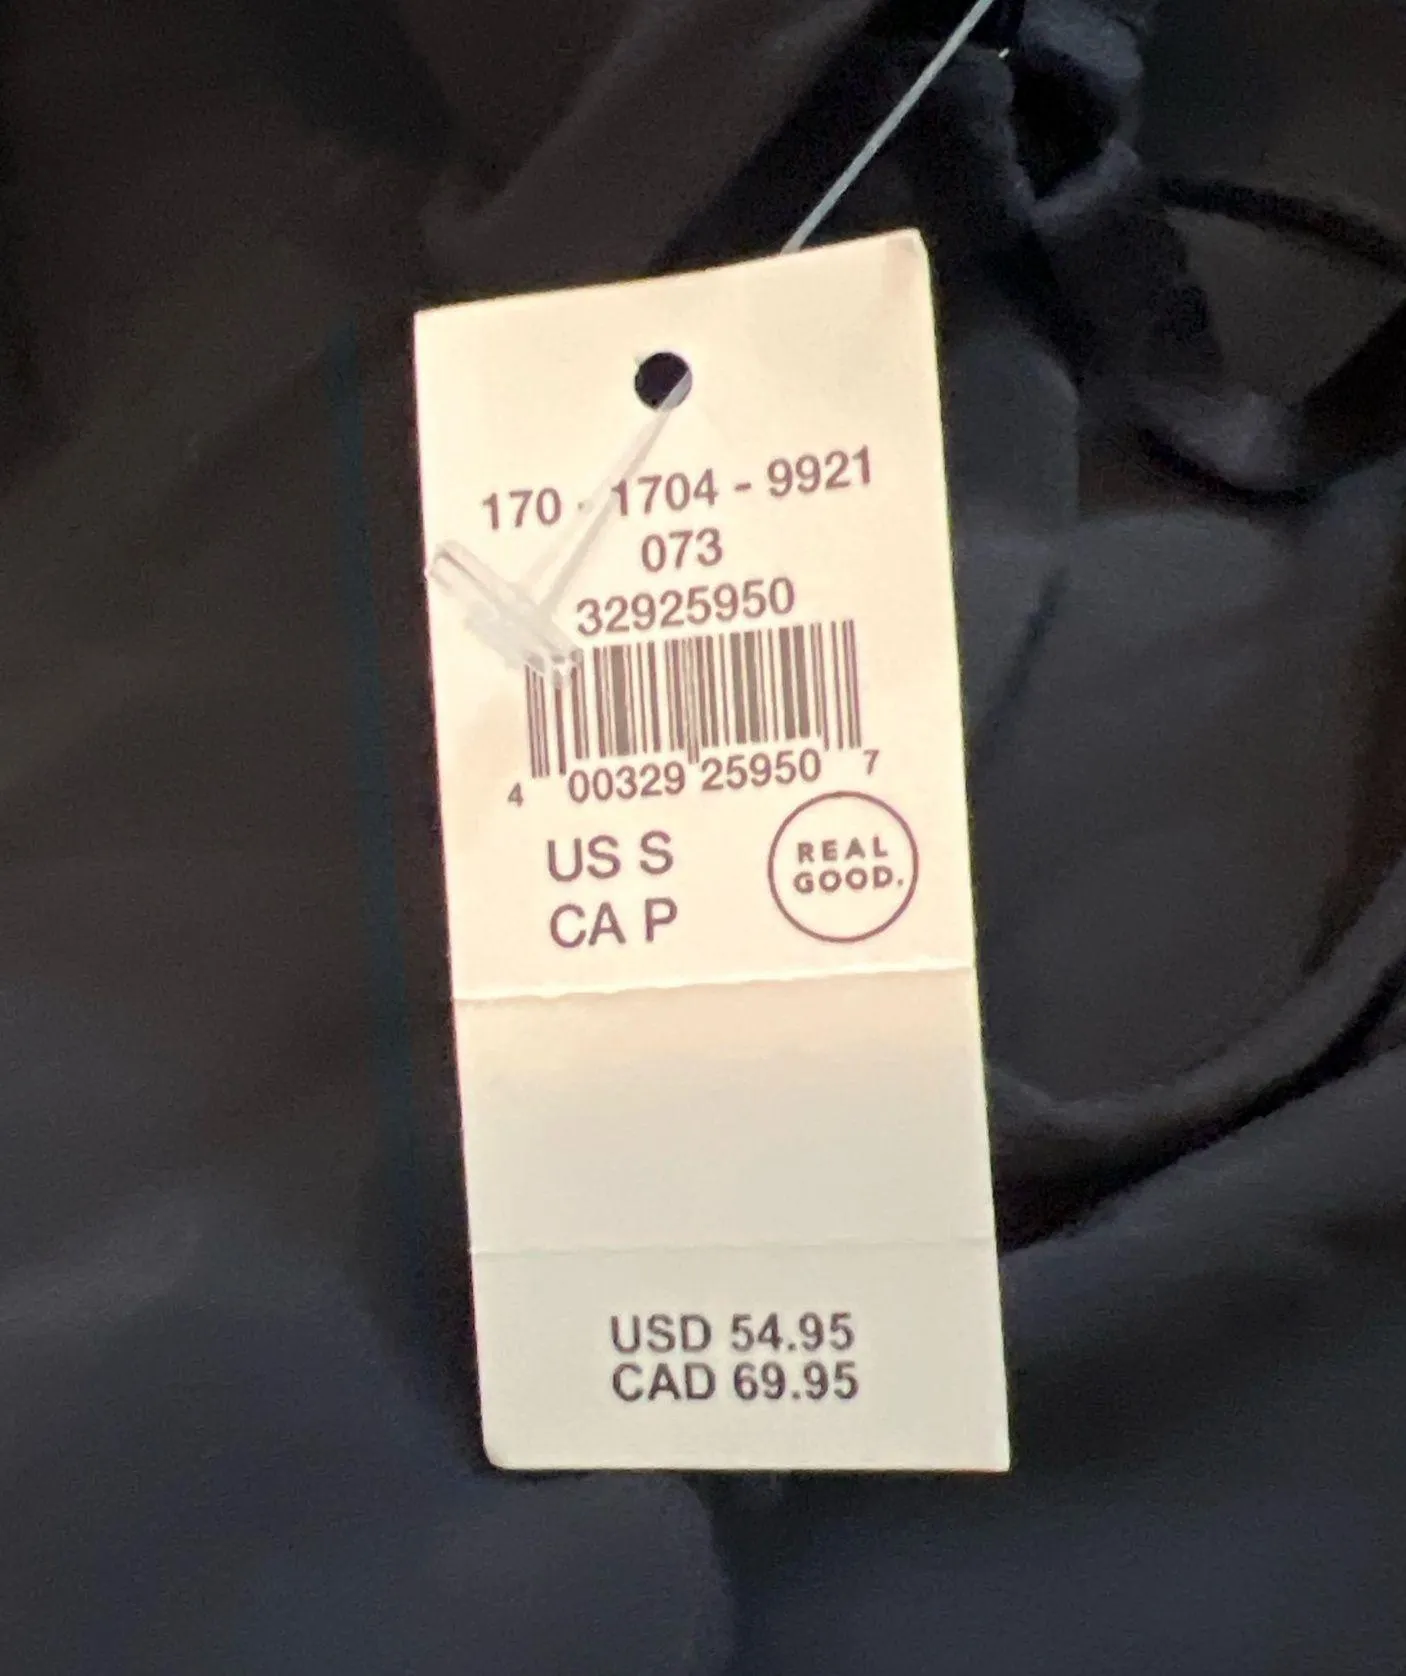 170 - 1704 - 9921
073
32925950
4 00329 25950 7
US S
CA P
REAL
GOOD.
USD 54.95
CAD 69.95